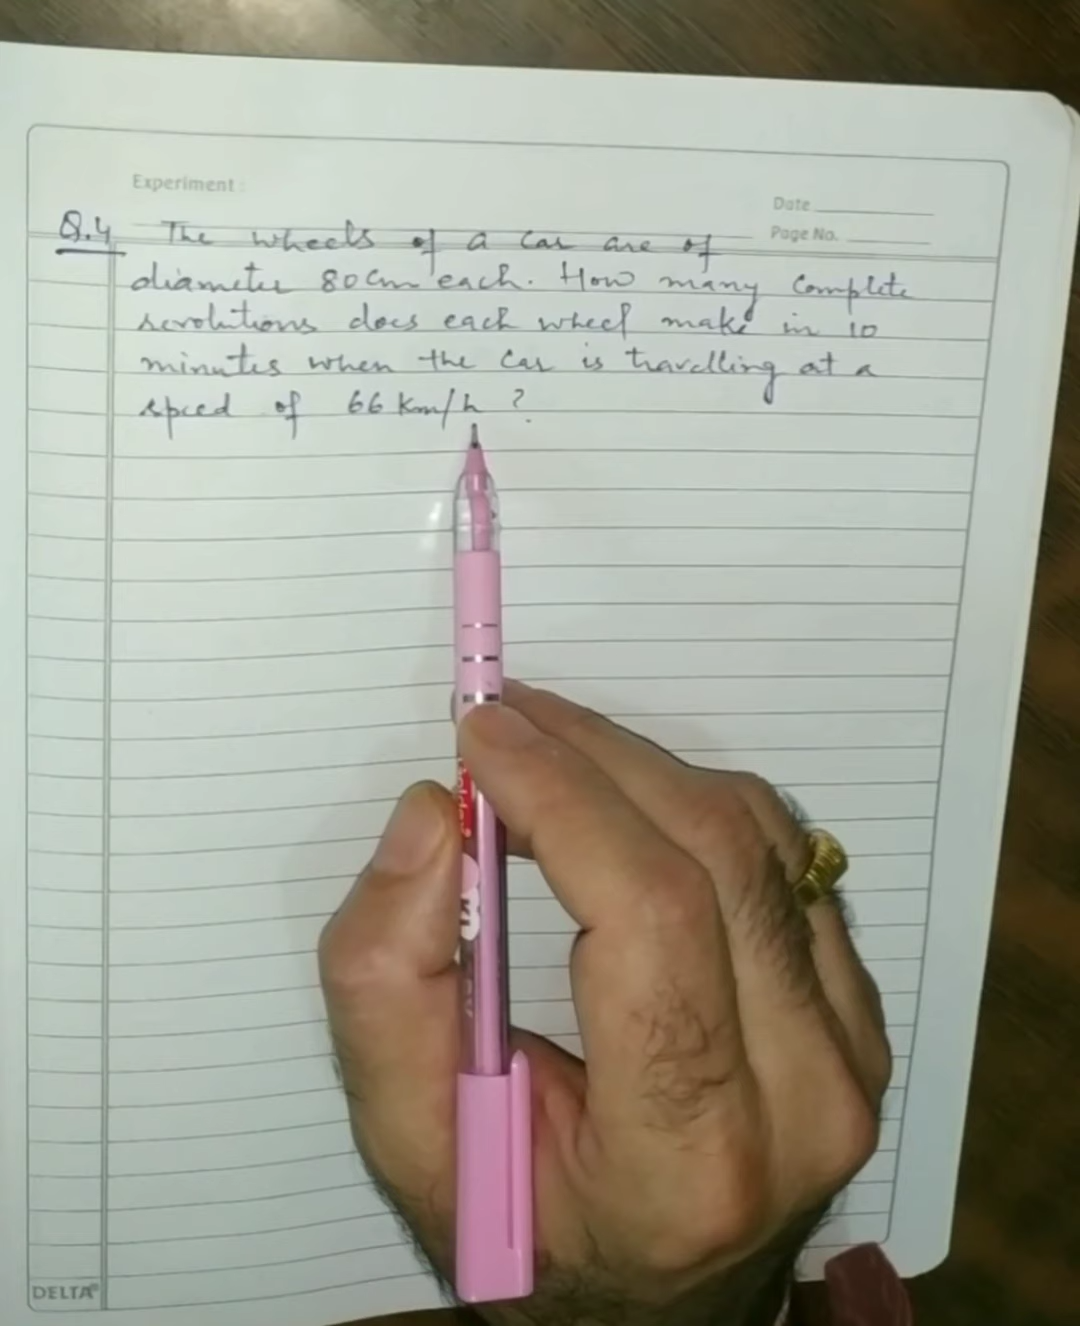 Experiment :
Date
Page No.
Q.4 The wheels of a car are of
diameter 80cm each. How many complete
revolutions does each wheel make in 10
minutes when the car is travelling at a
speed of 66 km/h ?
DELTA®